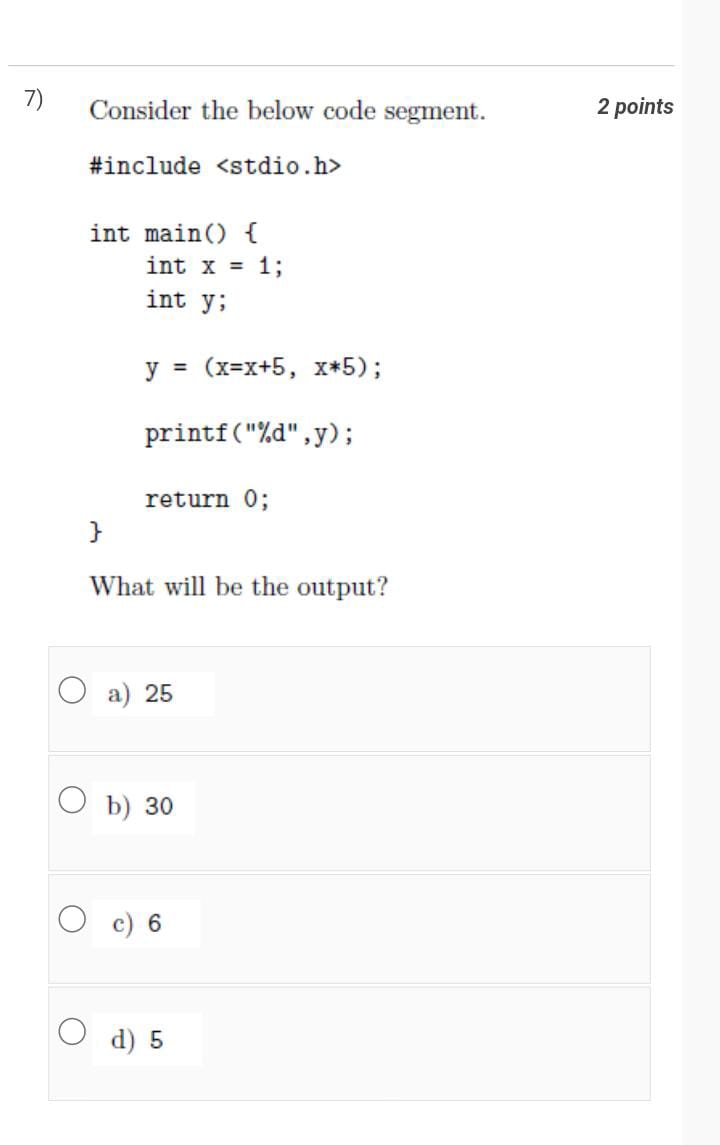 7)
Consider the below code segment.
2 points
#include <stdio.h>
int main() {
int x = 1;
int y;
y = (x=x+5, x*5);
printf("%d",y);
return 0;
}
What will be the output?
a) 25
b) 30
c) 6
d) 5